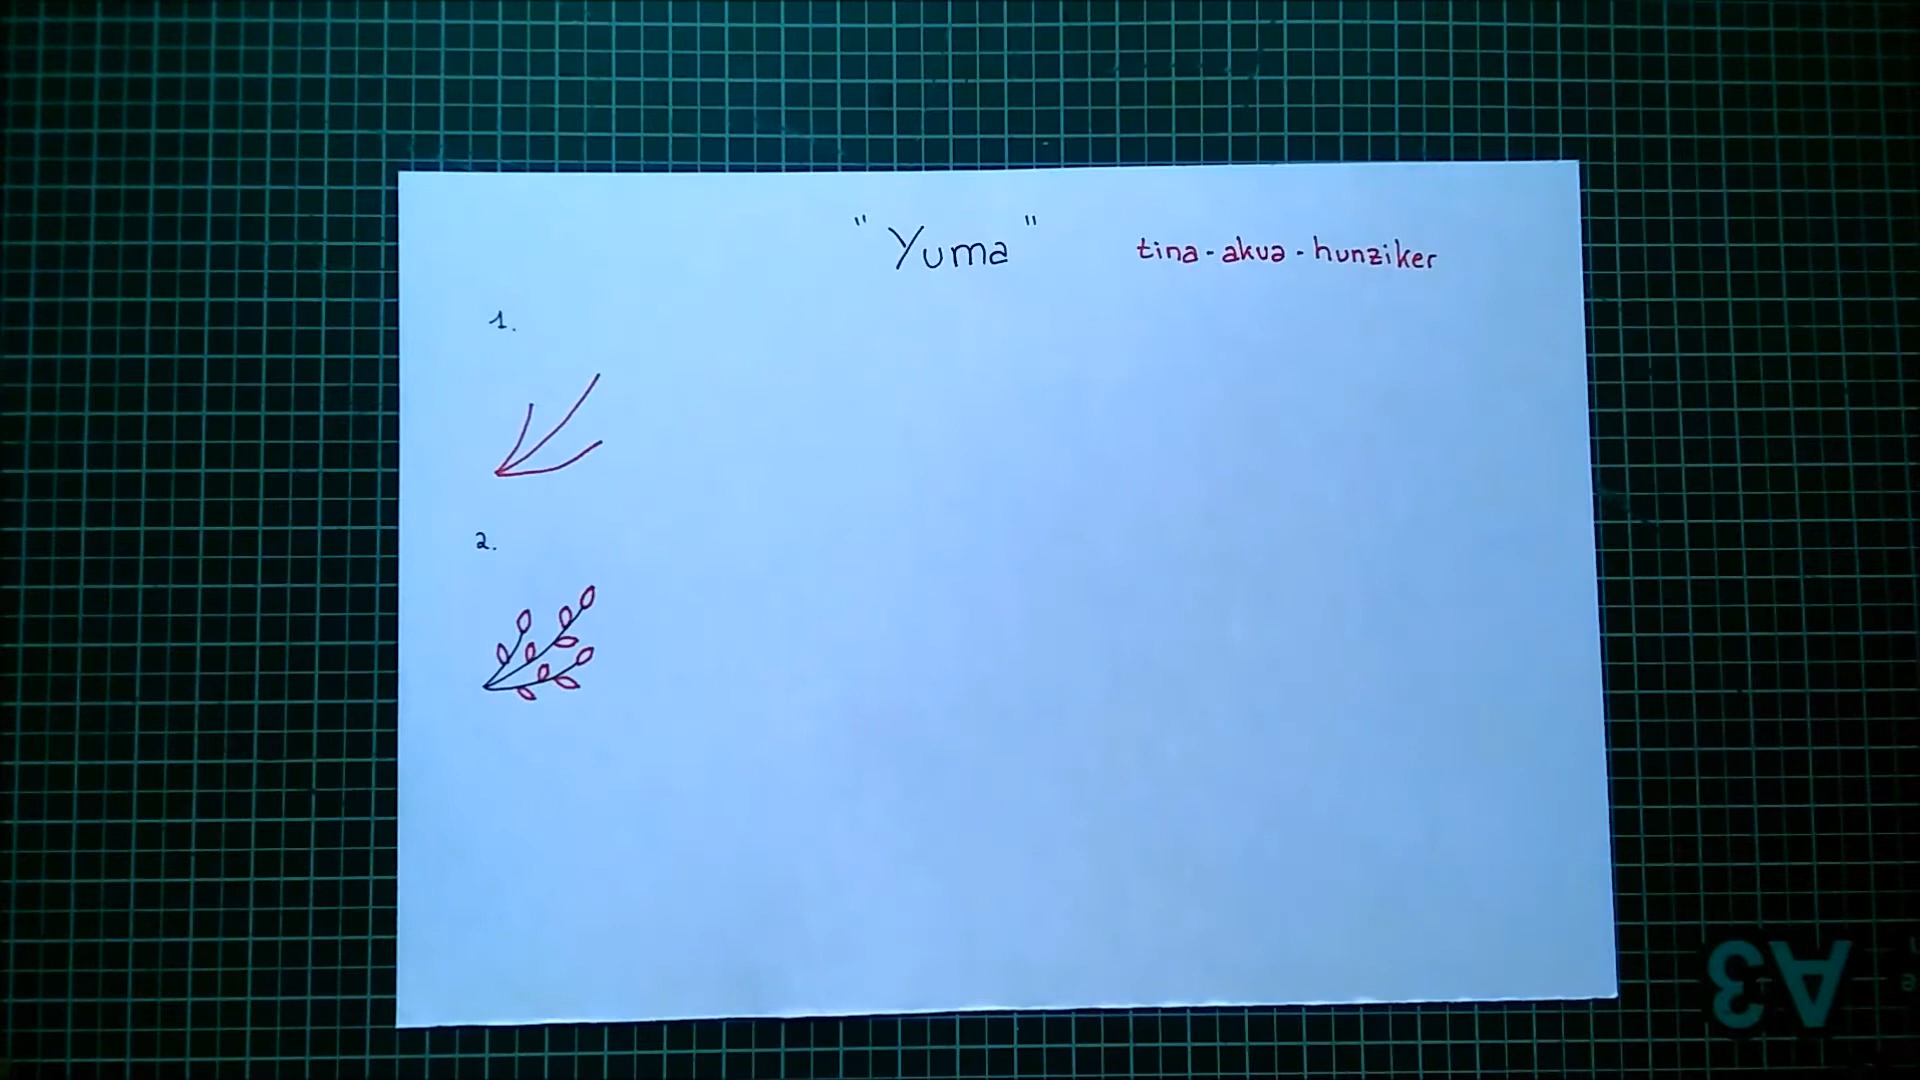 " Yuma "
tina - akua - hunziker
1.
2.
A3